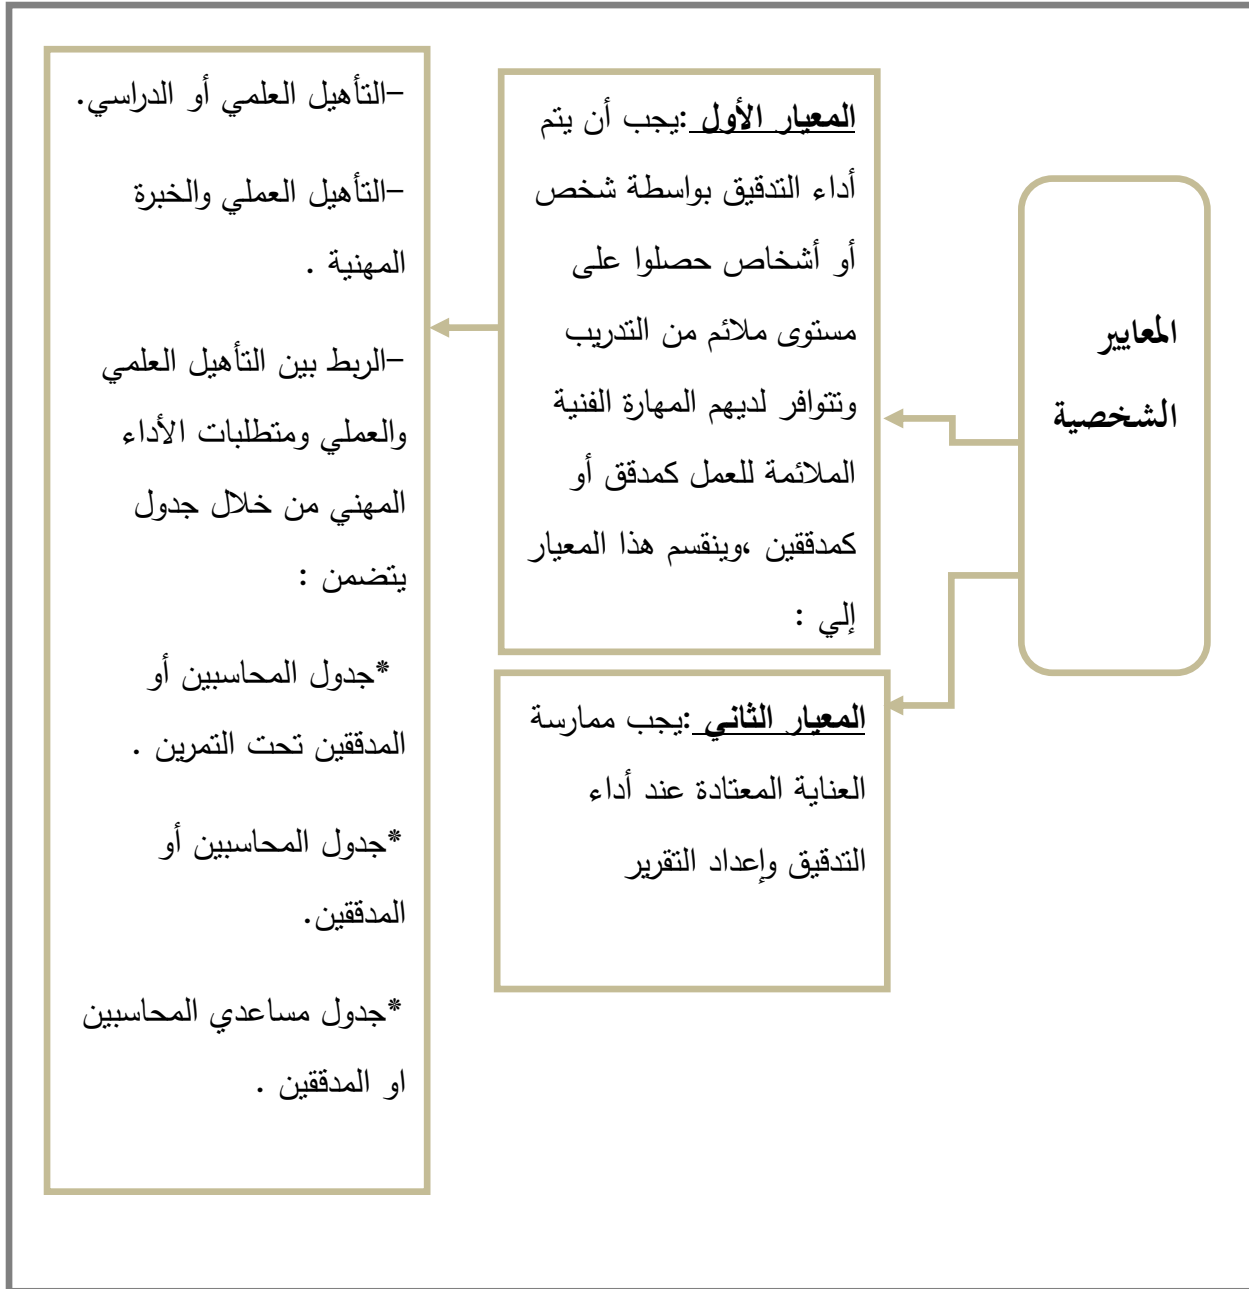 المعايير
الشخصية
المعيار الأول :يجب أن يتم
أداء التدقيق بواسطة شخص
أو أشخاص حصلوا على
مستوى ملائم من التدريب
وتتوافر لديهم المهارة الفنية
الملائمة للعمل كمدقق أو
كمدققين ،وينقسم هذا المعيار
إلي :
المعيار الثاني :يجب ممارسة
العناية المعتادة عند أداء
التدقيق وإعداد التقرير
-التأهيل العلمي أو الدراسي.
-التأهيل العملي والخبرة
المهنية .
-الربط بين التأهيل العلمي
والعملي ومتطلبات الأداء
المهني من خلال جدول
يتضمن :
*جدول المحاسبين أو
المدققين تحت التمرين .
*جدول المحاسبين أو
المدققين.
*جدول مساعدي المحاسبين
او المدققين .